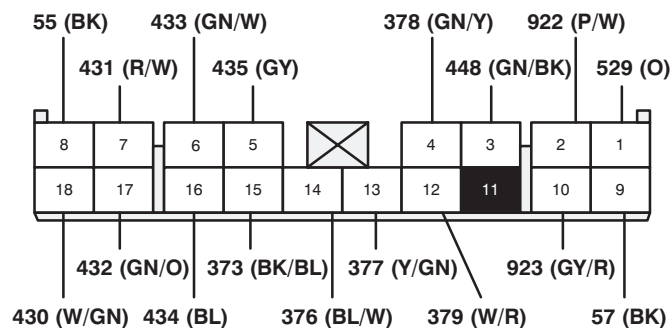 55 (BK) 433 (GN/W) 378 (GN/Y) 922 (P/W)
431 (R/W) 435 (GY) 448 (GN/BK) 529 (O)
8 7 6 5 4 3 2 1
18 17 16 15 14 13 12 11 10 9
432 (GN/O) 373 (BK/BL) 377 (Y/GN) 923 (GY/R)
430 (W/GN) 434 (BL) 376 (BL/W) 379 (W/R) 57 (BK)